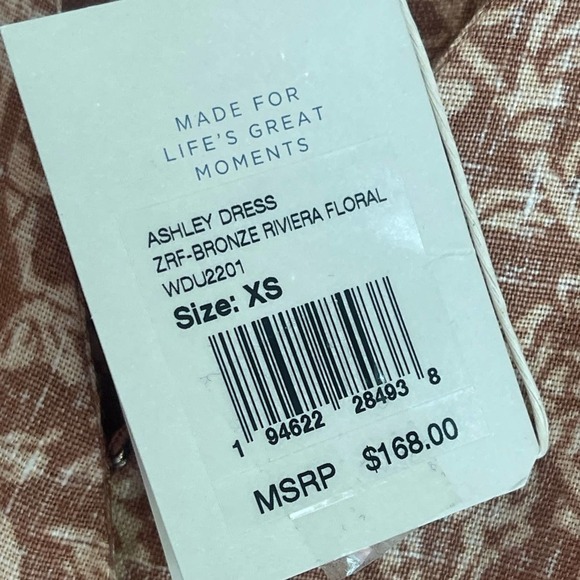 MADE FOR
LIFE'S GREAT
MOMENTS
ASHLEY DRESS
ZRF-BRONZE RIVIERA FLORAL
WDU2201
Size: XS
1 94622 28493 8
MSRP $168.00